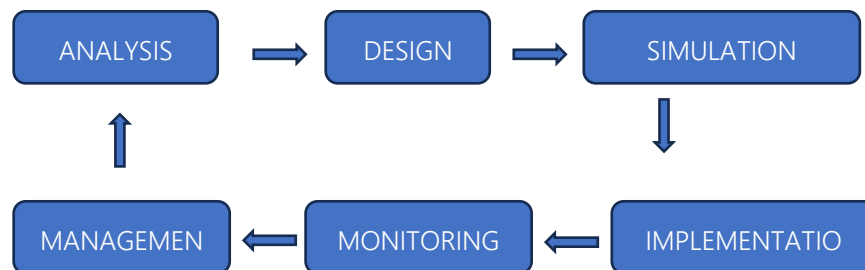 ANALYSIS
DESIGN
SIMULATION
MANAGEMEN
MONITORING
IMPLEMENTATIO